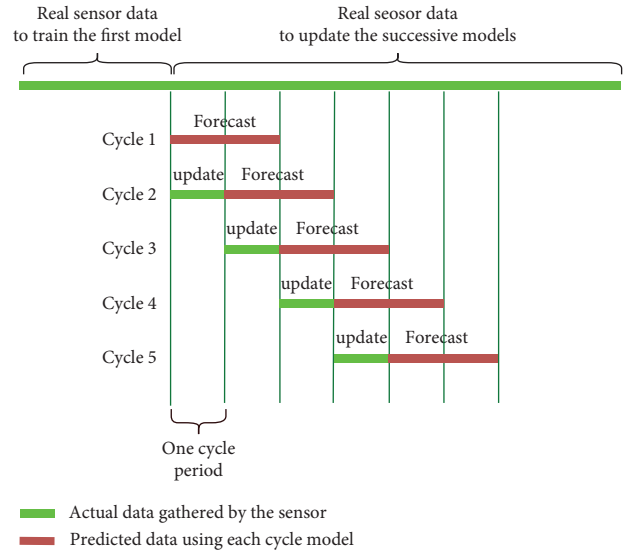 Real sensor data
to train the first model
Real seosor data
to update the successive models
Forecast
Cycle 1
update Forecast
Cycle 2
update Forecast
Cycle 3
update Forecast
Cycle 4
update Forecast
Cycle 5
One cycle
period
Actual data gathered by the sensor
Predicted data using each cycle model